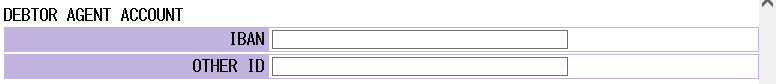 DEBTOR AGENT ACCOUNT
IBAN
OTHER ID